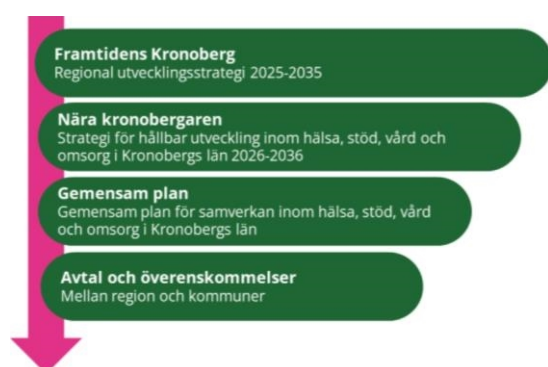 Framtidens Kronoberg
Regional utvecklingsstrategi 2025-2035
Nära kronobergaren
Strategi för hållbar utveckling inom hälsa, stöd, vård och
omsorg i Kronobergs län 2026-2036
Gemensam plan
Gemensam plan för samverkan inom hälsa, stöd, vård
och omsorg i Kronobergs län
Avtal och överenskommelser
Mellan region och kommuner